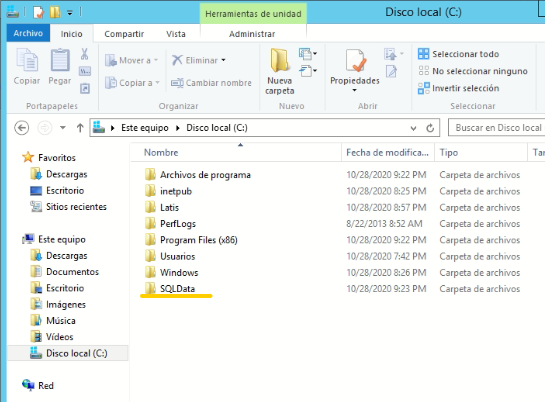 Herramientas de unidad
Disco local (C:)
Archivo
Inicio
Compartir
Vista
Administrar
Copiar
Pegar
Mover a
Copiar a
Eliminar
Cambiar nombre
Nueva
carpeta
Propiedades
Seleccionar todo
No seleccionar ninguno
Invertir selección
Portapapeles
Organizar
Nuevo
Abrir
Seleccionar
Este equipo
Disco local (C:)
Buscar en Disco local
Favoritos
Descargas
Escritorio
Sitios recientes
Este equipo
Descargas
Documentos
Escritorio
Imágenes
Música
Vídeos
Disco local (C:)
Red
Nombre Fecha de modifica... Tipo Tan
Archivos de programa 10/28/2020 9:22 PM Carpeta de archivos
inetpub 10/28/2020 8:25 PM Carpeta de archivos
Latis 10/28/2020 8:57 PM Carpeta de archivos
PerfLogs 8/22/2013 8:52 AM Carpeta de archivos
Program Files (x86) 10/28/2020 9:22 PM Carpeta de archivos
Usuarios 10/28/2020 7:42 PM Carpeta de archivos
Windows 10/28/2020 8:26 PM Carpeta de archivos
SQLData 10/28/2020 9:23 PM Carpeta de archivos